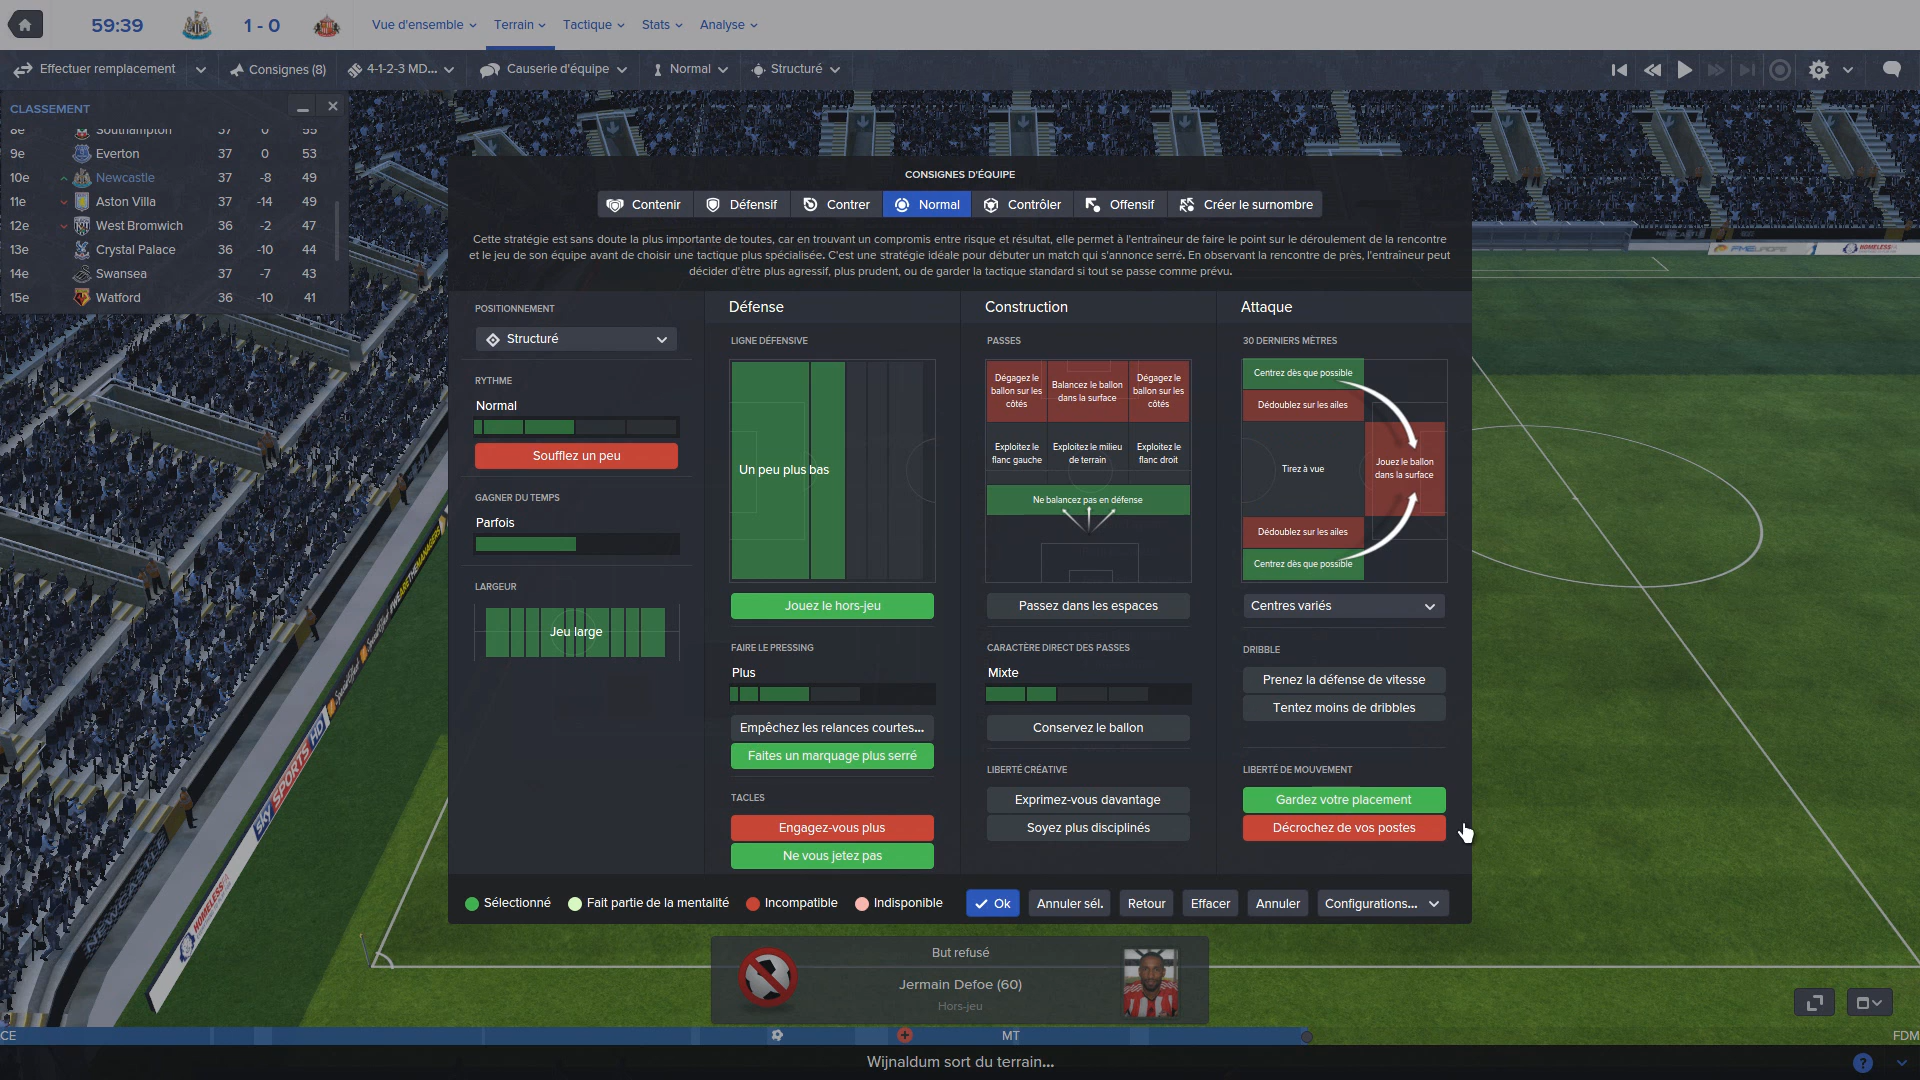 59:39
1 - 0
Vue d'ensemble
Terrain
Tactique
Stats
Analyse
Effectuer remplacement
Consignes (8)
4-1-2-3 MD...
Causerie d'équipe
Normal
Structuré
CLASSEMENT
8e Southampton 37 0 55
9e Everton 37 0 53
10e Newcastle 37 -8 49
11e Aston Villa 37 -14 49
12e West Bromwich 36 -2 47
13e Crystal Palace 36 -10 44
14e Swansea 37 -7 43
15e Watford 36 -10 41
CONSIGNES D'ÉQUIPE
Contenir
Défensif
Contrer
Normal
Contrôler
Offensif
Créer le surnombre
Cette stratégie est sans doute la plus importante de toutes, car en trouvant un compromis entre risque et résultat, elle permet à l'entraineur de faire le point sur le déroulement de la rencontre
et le jeu de son équipe avant de choisir une tactique plus spécialisée. C'est une stratégie idéale pour débuter un match qui s'annonce serré. En observant la rencontre de près, l'entraineur peut
décider d'être plus agressif, plus prudent, ou de garder la tactique standard si tout se passe comme prévu.
POSITIONNEMENT
Structuré
RYTHME
Normal
Soufflez un peu
GAGNER DU TEMPS
Parfois
LARGEUR
Jeu large
Défense
LIGNE DÉFENSIVE
Un peu plus bas
Jouez le hors-jeu
FAIRE LE PRESSING
Plus
Empêchez les relances courtes...
Faites un marquage plus serré
TACLES
Engagez-vous plus
Ne vous jetez pas
Construction
PASSES
Dégagez le
ballon sur les
côtés
Balancez le ballon
dans la surface
Dégagez le
ballon sur les
côtés
Exploitez le
flanc gauche
Exploitez le milieu
de terrain
Exploitez le
flanc droit
Ne balancez pas en défense
Passez dans les espaces
CARACTÈRE DIRECT DES PASSES
Mixte
Conservez le ballon
LIBERTÉ CRÉATIVE
Exprimez-vous davantage
Soyez plus disciplinés
Attaque
30 DERNIERS MÈTRES
Centrez dès que possible
Dédoublez sur les ailes
Tirez à vue
Jouez le ballon
dans la surface
Dédoublez sur les ailes
Centrez dès que possible
Centres variés
DRIBBLE
Prenez la défense de vitesse
Tentez moins de dribbles
LIBERTÉ DE MOUVEMENT
Gardez votre placement
Décrochez de vos postes
Sélectionné
Fait partie de la mentalité
Incompatible
Indisponible
Ok
Annuler sél.
Retour
Effacer
Annuler
Configurations...
But refusé
Jermain Defoe (60)
Hors-jeu
CE
MT
FDM
Wijnaldum sort du terrain...
?
SKY SPORTS HD
HOMELESSFA
NEWCASTLE